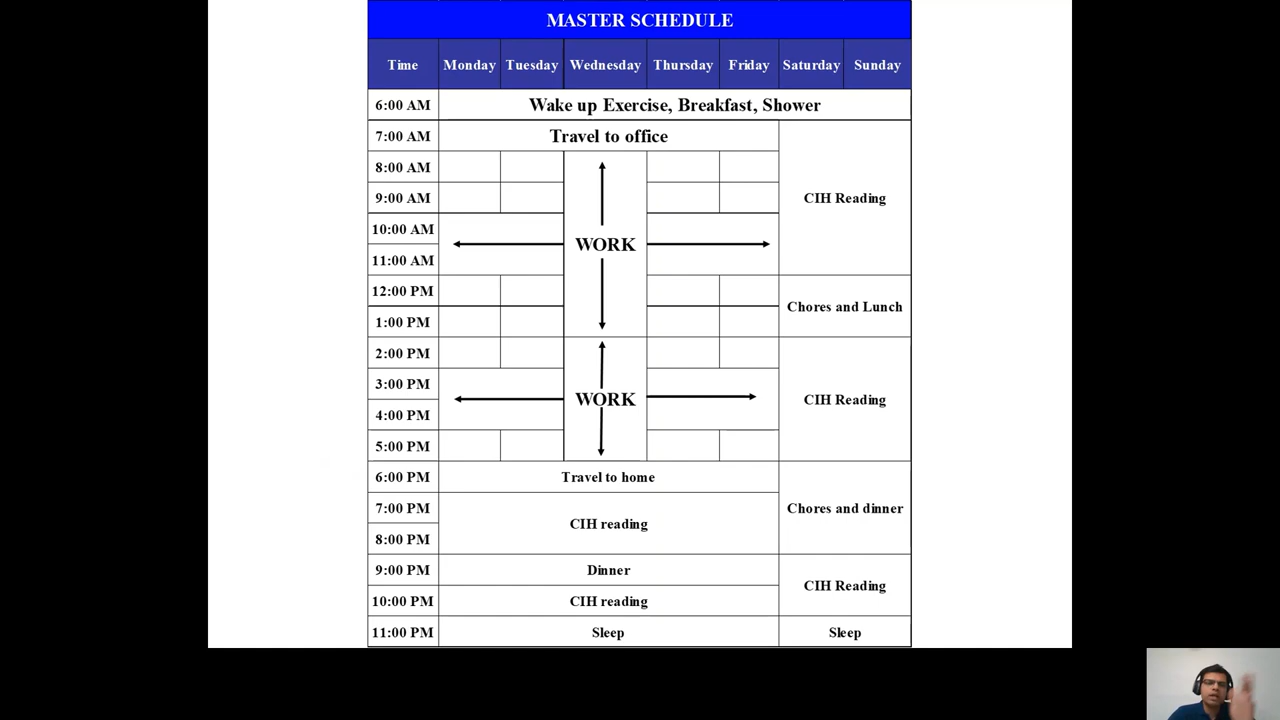 MASTER SCHEDULE
Time Monday Tuesday Wednesday Thursday Friday Saturday Sunday
6:00 AM Wake up Exercise, Breakfast, Shower
7:00 AM Travel to office
8:00 AM
9:00 AM CIH Reading
10:00 AM
WORK
11:00 AM
12:00 PM
Chores and Lunch
1:00 PM
2:00 PM
3:00 PM
WORK CIH Reading
4:00 PM
5:00 PM
6:00 PM Travel to home
7:00 PM Chores and dinner
CIH reading
8:00 PM
9:00 PM Dinner
CIH Reading
10:00 PM CIH reading
11:00 PM Sleep Sleep